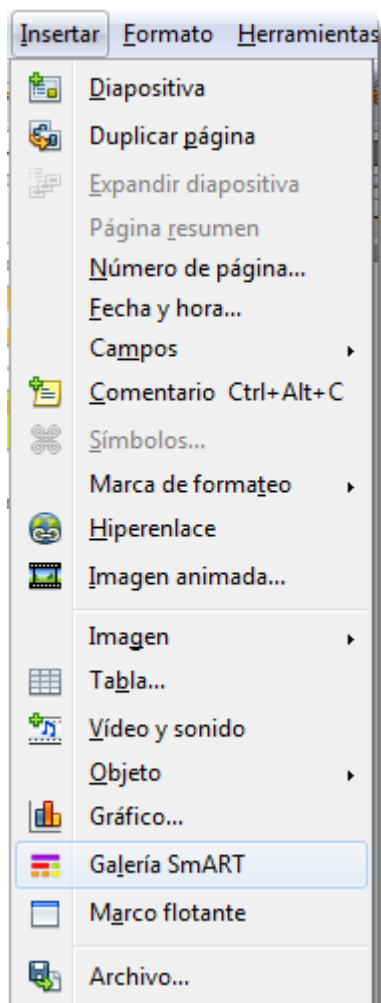 Insertar Formato Herramientas
Diapositiva
Duplicar página
Expandir diapositiva
Página resumen
Número de página...
Fecha y hora...
Campos
Comentario Ctrl+Alt+C
Símbolos...
Marca de formateo
Hiperenlace
Imagen animada...
Imagen
Tabla...
Vídeo y sonido
Objeto
Gráfico...
Galería SmART
Marco flotante
Archivo...